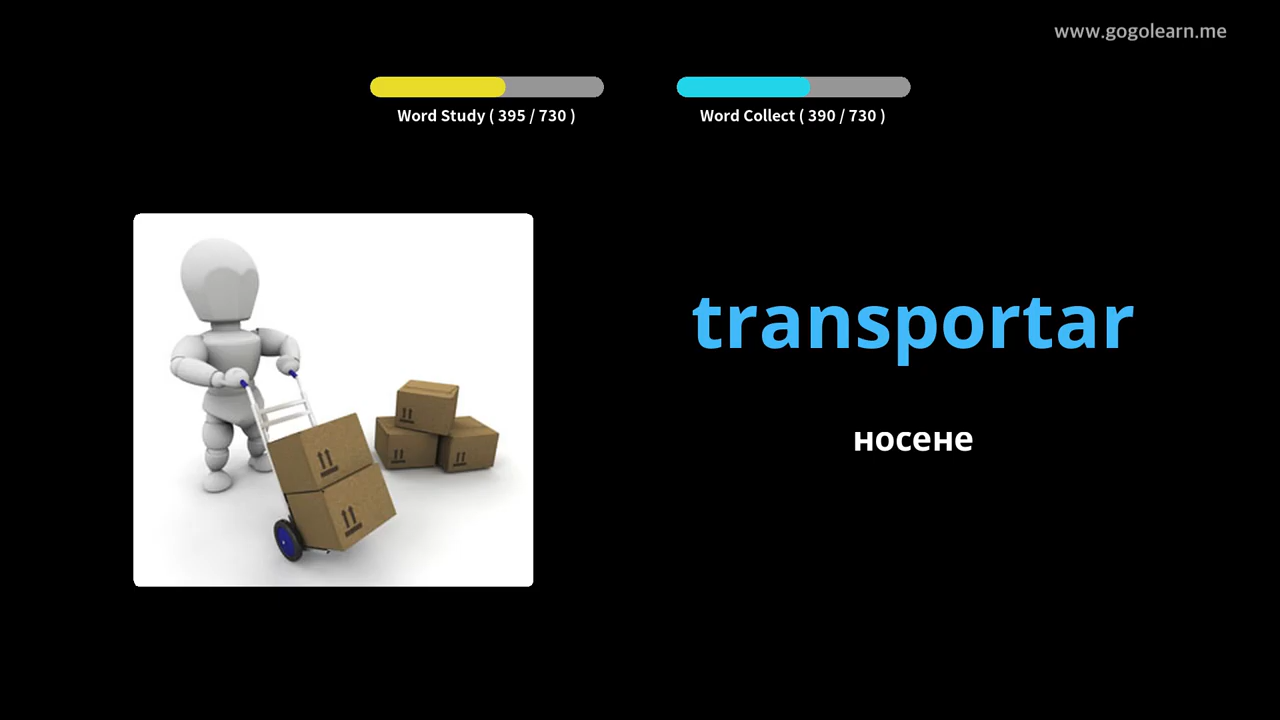 www.gogolearn.me
Word Study ( 395 / 730 )
Word Collect ( 390 / 730 )
transportar
носене